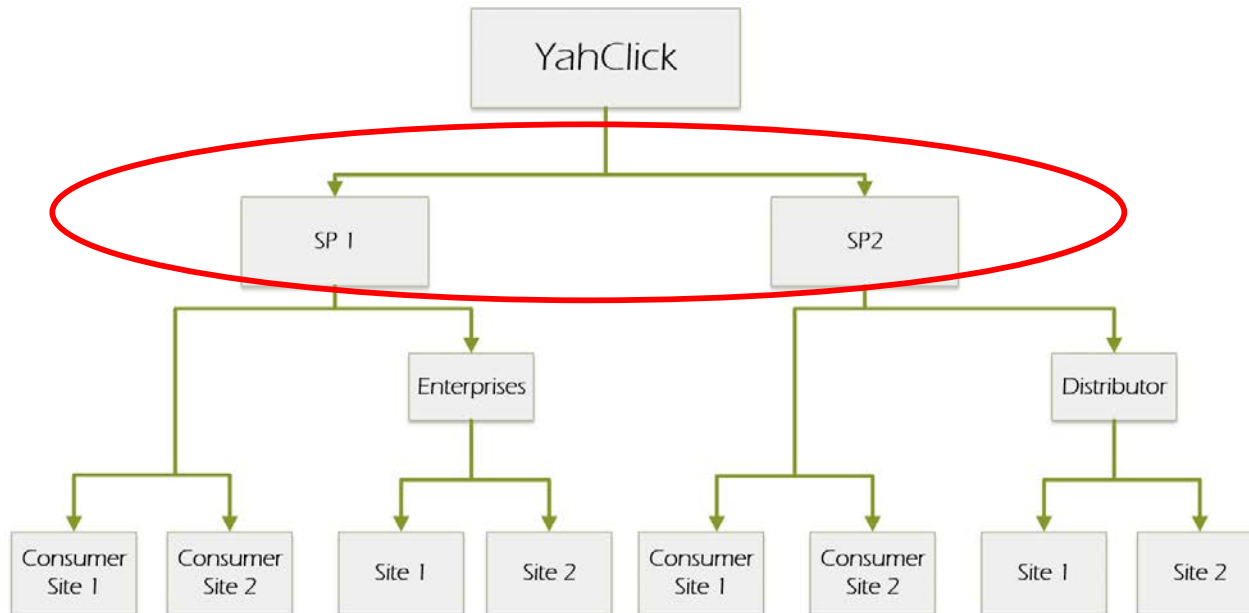 YahClick
SP 1
SP2
Enterprises
Distributor
Consumer
Site 1
Consumer
Site 2
Site 1
Site 2
Consumer
Site 1
Consumer
Site 2
Site 1
Site 2